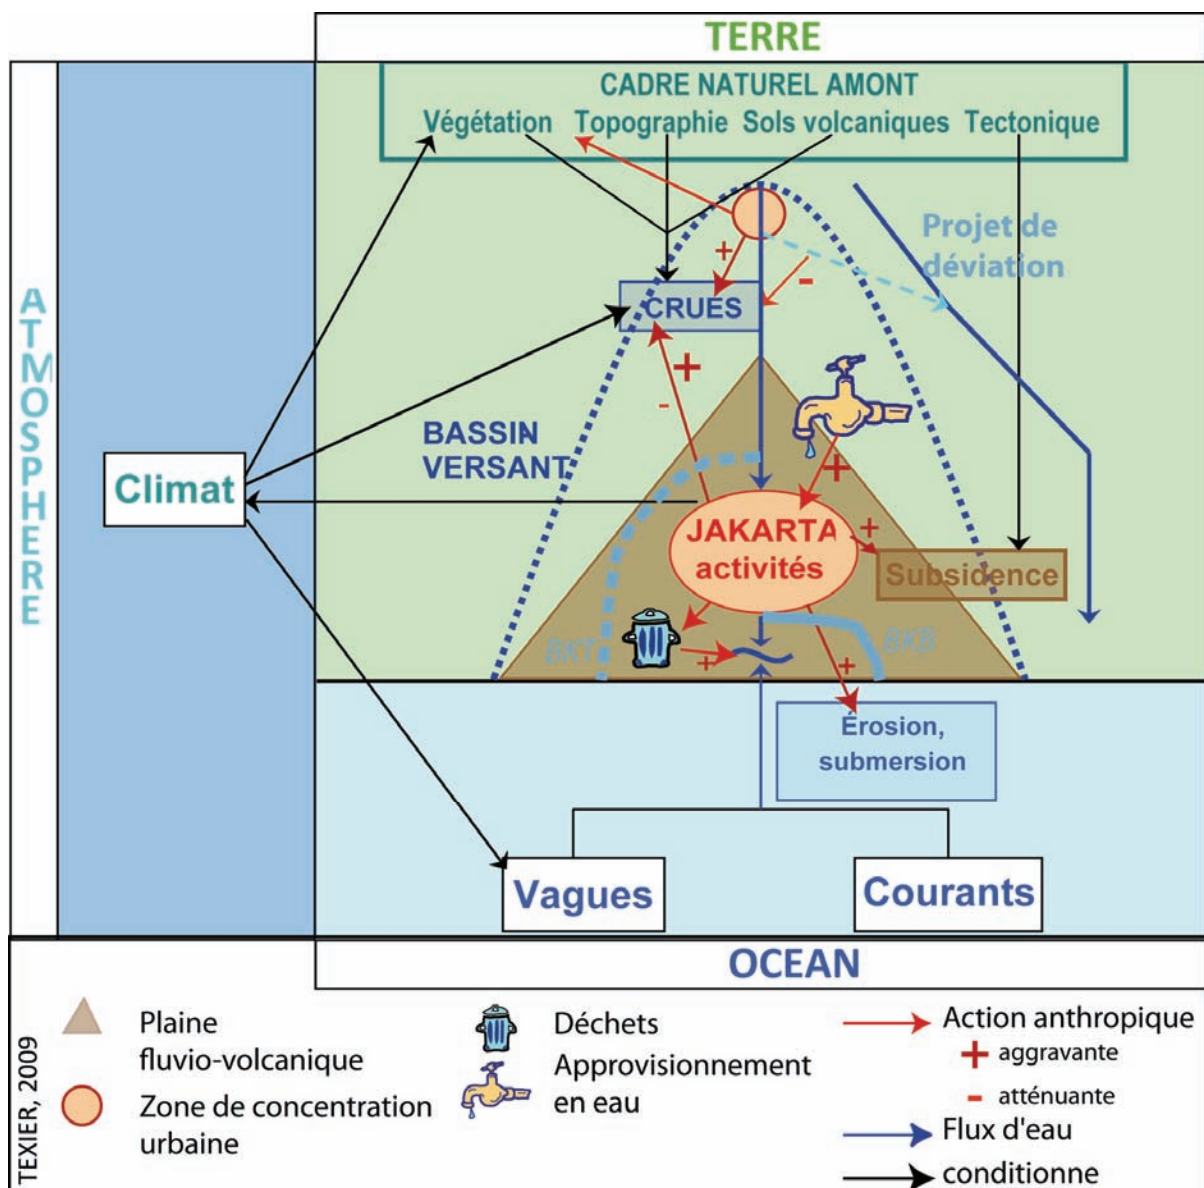 TERRE
CADRE NATUREL AMONT
Végétation Topographie Sols volcaniques Tectonique
Projet de
déviation
+
-
CRUES
+
-
ATMOSPHERE
BASSIN
VERSANT
+
Climat
JAKARTA
activités
+
Subsidence
BKT
BKB
+
+
Érosion,
submersion
Vagues
Courants
OCEAN
Plaine
fluvio-volcanique
Zone de concentration
urbaine
Déchets
Approvisionnement
en eau
Action anthropique
+ aggravante
- atténuante
Flux d'eau
conditionne
TEXIER, 2009